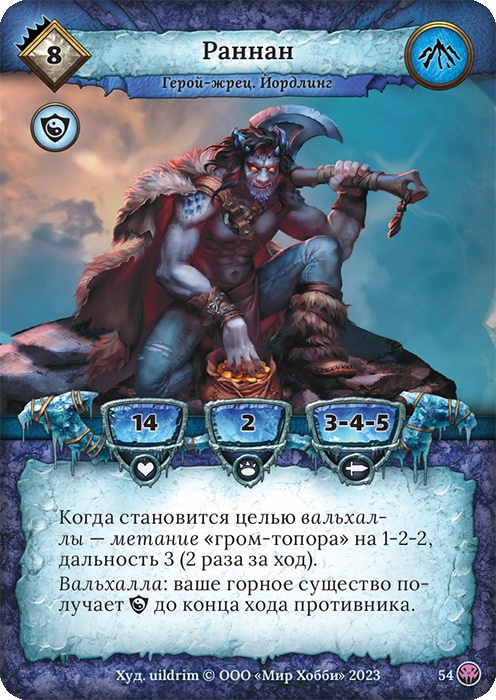 8
Раннан
Герой-жрец. Йордлинг
14
2
3-4-5
Когда становится целью вальхал-
лы — метание «гром-топора» на 1-2-2,
дальность 3 (2 раза за ход).
Вальхалла: ваше горное существо по-
лучает до конца хода противника.
Худ. uildrim © ООО «Мир Хобби» 2023
54